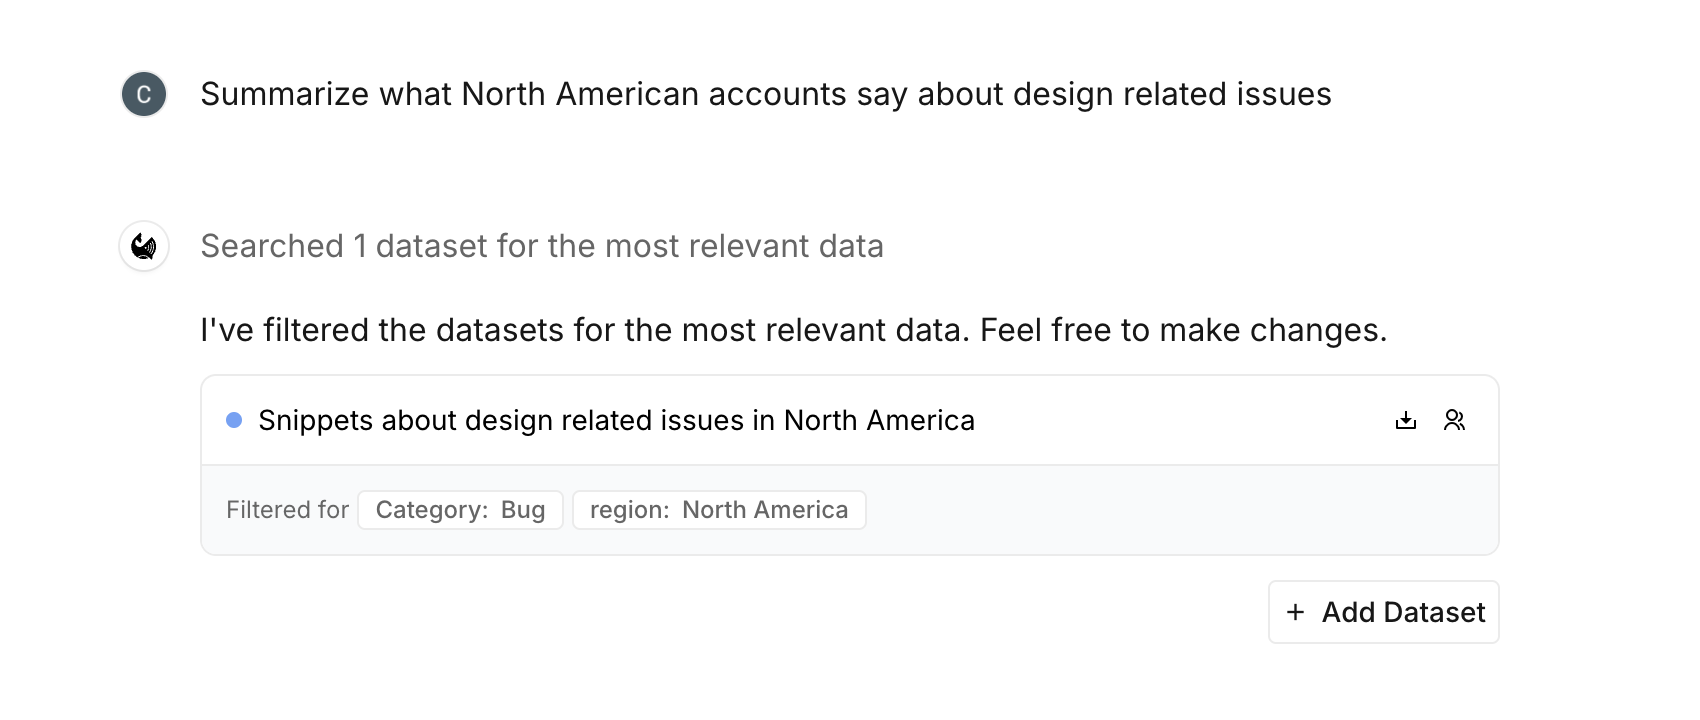 C
Summarize what North American accounts say about design related issues
Searched 1 dataset for the most relevant data
I've filtered the datasets for the most relevant data. Feel free to make changes.
Snippets about design related issues in North America
Filtered for Category: Bug region: North America
+ Add Dataset